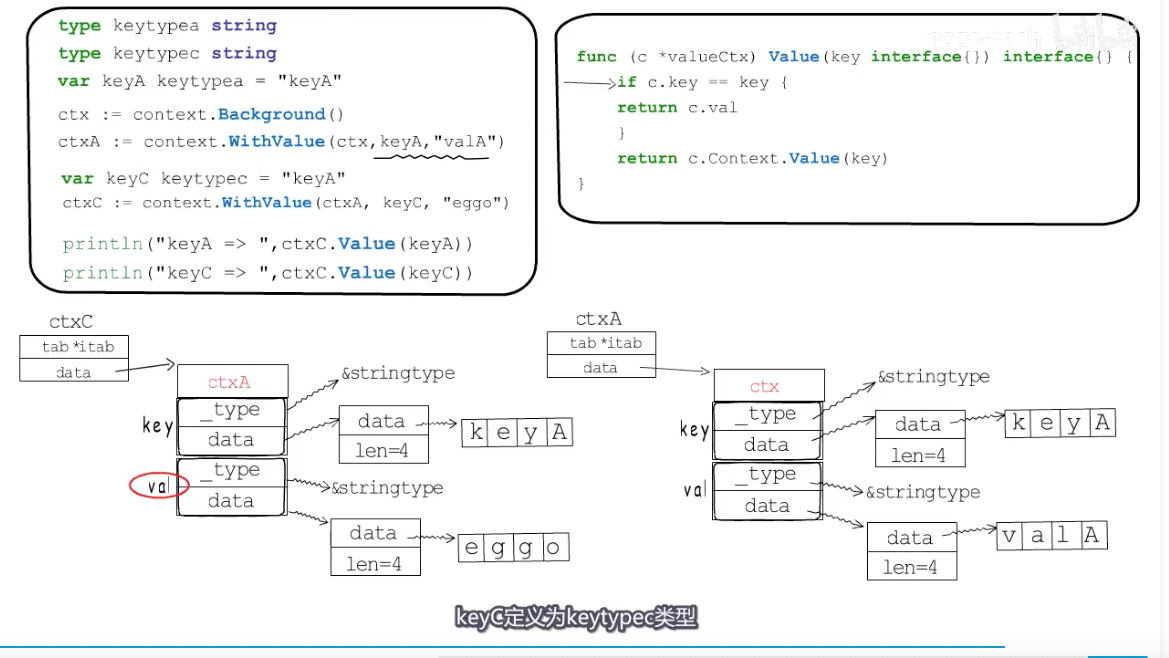 type keytypea string
type keytypec string
var keyA keytypea = "keyA"
ctx := context.Background()
ctxA := context.WithValue(ctx,keyA,"valA")
var keyC keytypec = "keyA"
ctxC := context.WithValue(ctxA, keyC, "eggo")
println("keyA => ",ctxC.Value(keyA))
println("keyC => ",ctxC.Value(keyC))
func (c *valueCtx) Value(key interface{}) interface{} {
if c.key == key {
return c.val
}
return c.Context.Value(key)
}
ctxC
tab *itab
data
ctxA
key
_type
data
&stringtype
data
len=4
k e y A
val
_type
data
&stringtype
data
len=4
e g g o
ctxA
tab *itab
data
ctx
key
_type
data
&stringtype
data
len=4
k e y A
val
_type
data
&stringtype
data
len=4
v a l A
keyC定义为keytypec类型